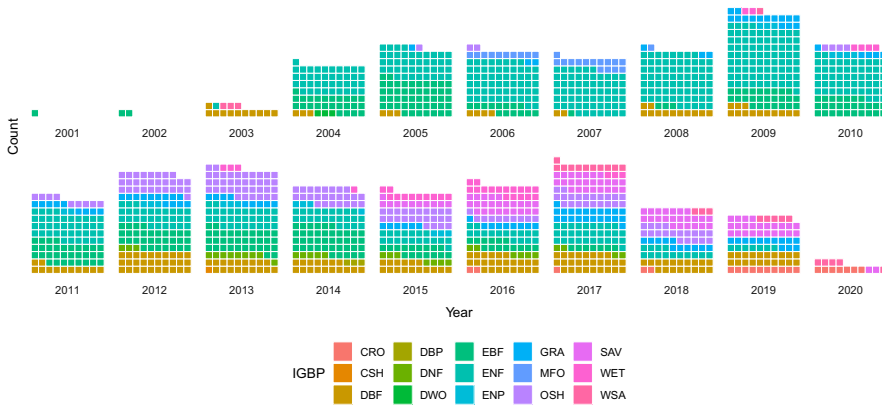 Count
2001 2002 2003 2004 2005 2006 2007 2008 2009 2010
2011 2012 2013 2014 2015 2016 2017 2018 2019 2020
Year
IGBP
CRO DBP EBF GRA SAV
CSH DNF ENF MFO WET
DBF DWO ENP OSH WSA